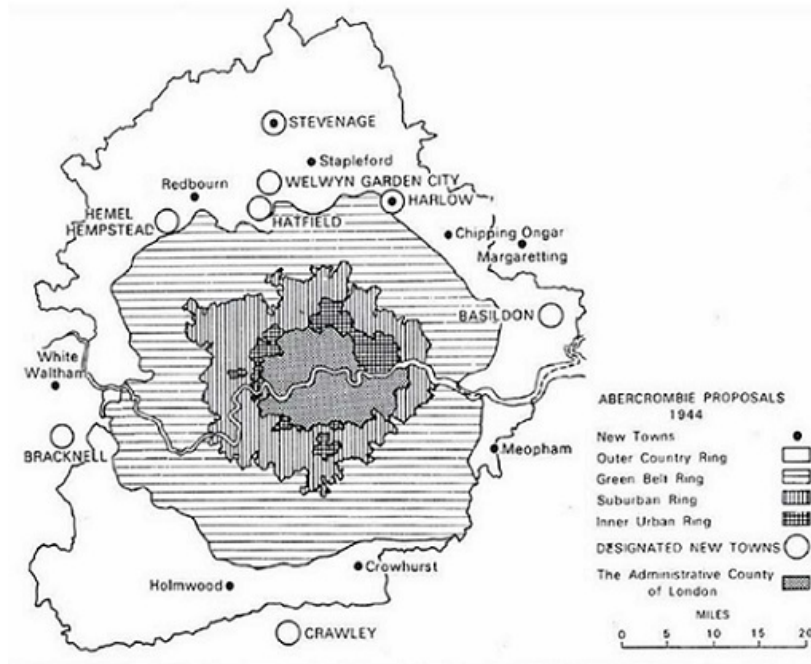 STEVENAGE
Stapleford
WELWYN GARDEN CITY
Redbourn
HARLOW
HEMEL
HEMPSTEAD
HATFIELD
Chipping Ongar
Margaretting
BASILDON
White
Waltham
BRACKNELL
Meopham
Crowhurst
Holmwood
CRAWLEY
ABERCROMBIE PROPOSALS
1944
New Towns
Outer Country Ring
Green Belt Ring
Suburban Ring
Inner Urban Ring
DESIGNATED NEW TOWNS
The Administrative County
of London
MILES
0 5 10 15 20